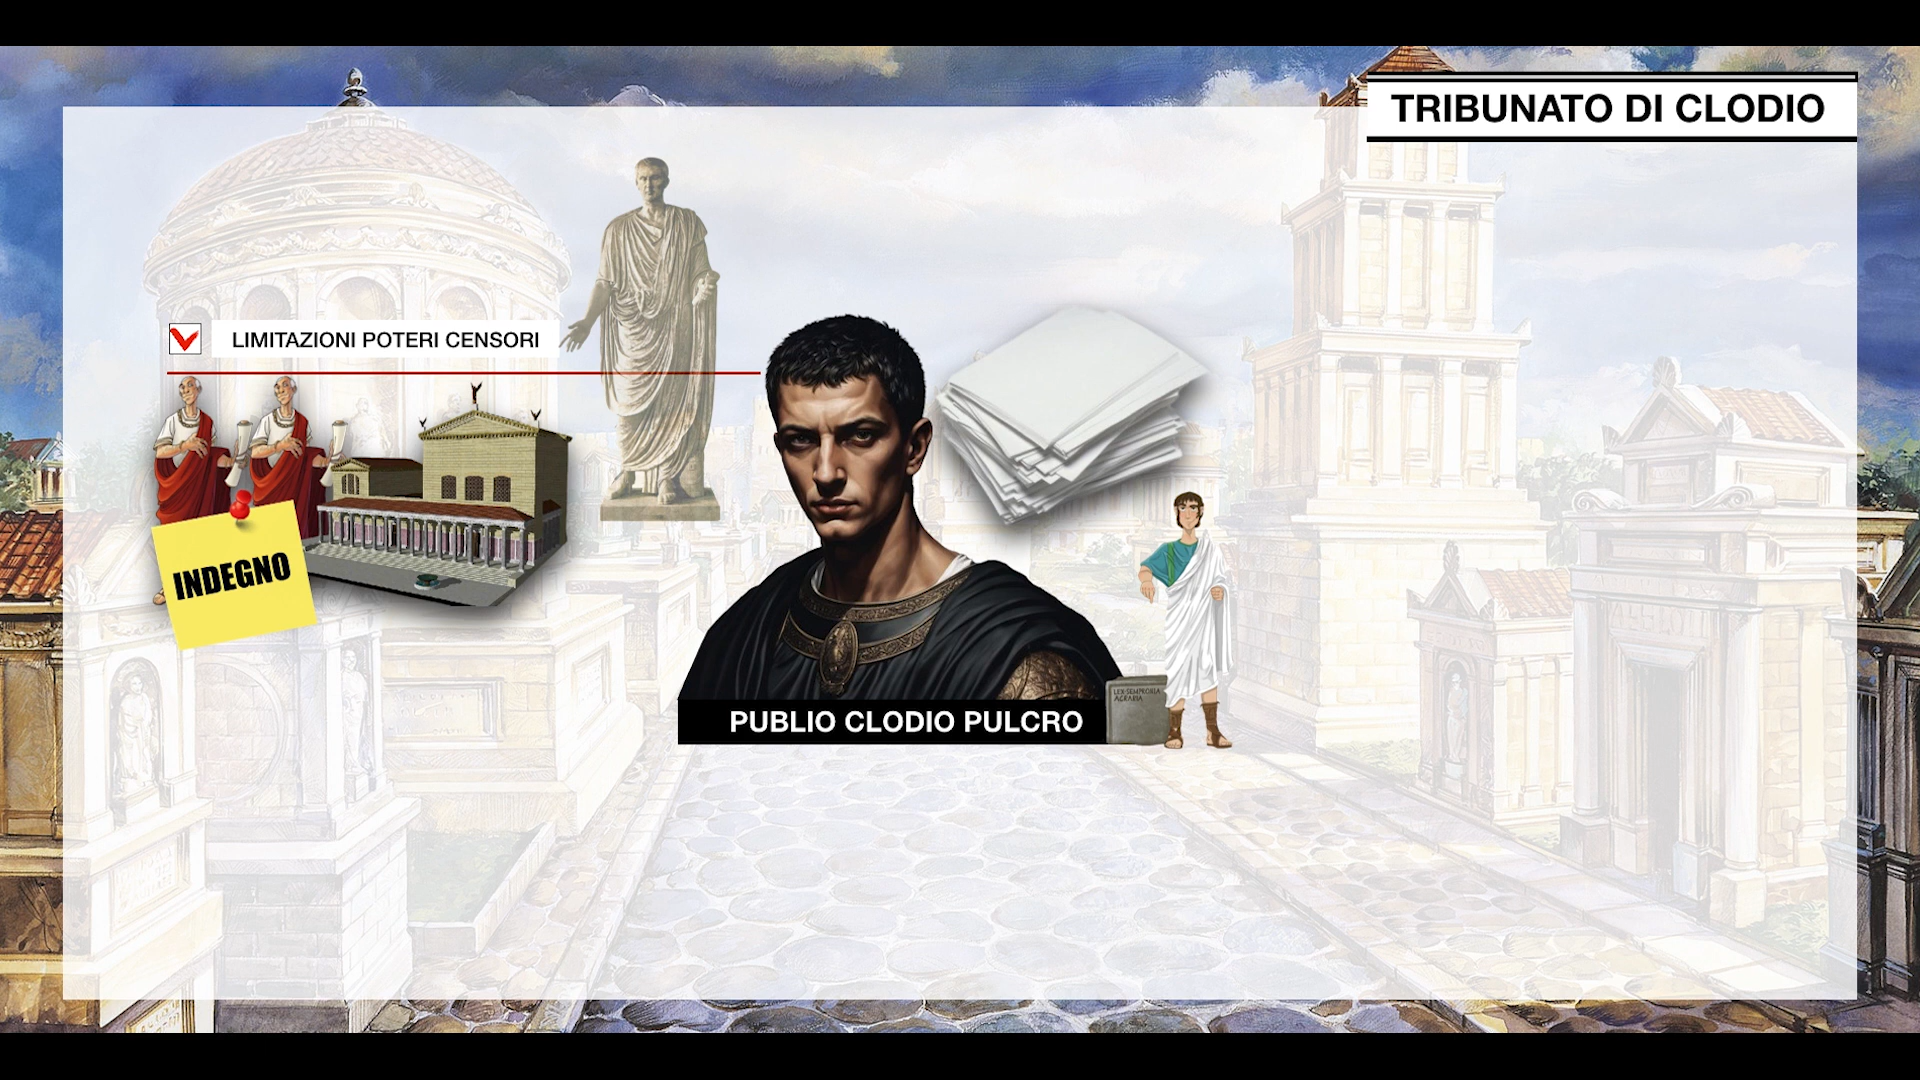 TRIBUNATO DI CLODIO
LIMITAZIONI POTERI CENSORI
INDEGNO
PUBLIO CLODIO PULCRO
LEX SEMPRONIA
AGRARIA